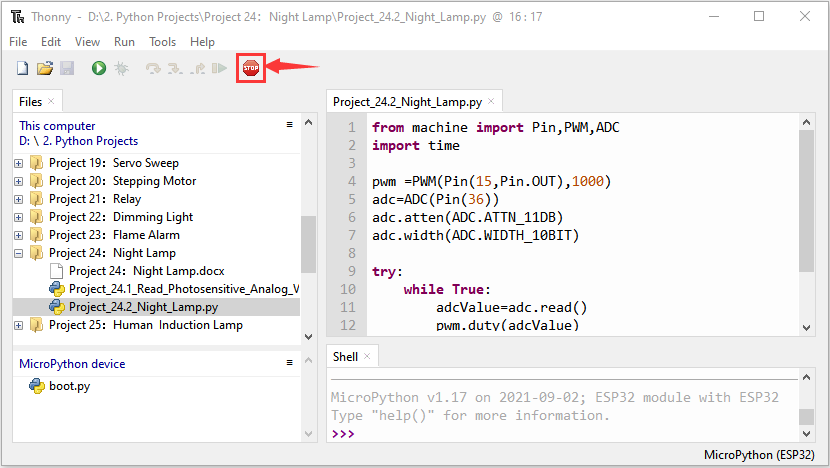 Thonny - D:\2. Python Projects\Project 24: Night Lamp\Project_24.2_Night_Lamp.py @ 16 : 17
File Edit View Run Tools Help
STOP
Files
This computer
D: \ 2. Python Projects
Project 19: Servo Sweep
Project 20: Stepping Motor
Project 21: Relay
Project 22: Dimming Light
Project 23: Flame Alarm
Project 24: Night Lamp
Project 24: Night Lamp.docx
Project_24.1_Read_Photosensitive_Analog_V
Project_24.2_Night_Lamp.py
Project 25: Human Induction Lamp
MicroPython device
boot.py
Project_24.2_Night_Lamp.py
1 from machine import Pin,PWM,ADC
2 import time
3
4 pwm =PWM(Pin(15,Pin.OUT),1000)
5 adc=ADC(Pin(36))
6 adc.atten(ADC.ATTN_11DB)
7 adc.width(ADC.WIDTH_10BIT)
8
9 try:
10 while True:
11 adcValue=adc.read()
12 pwm.duty(adcValue)
Shell
MicroPython v1.17 on 2021-09-02; ESP32 module with ESP32
Type "help()" for more information.
>>>
MicroPython (ESP32)